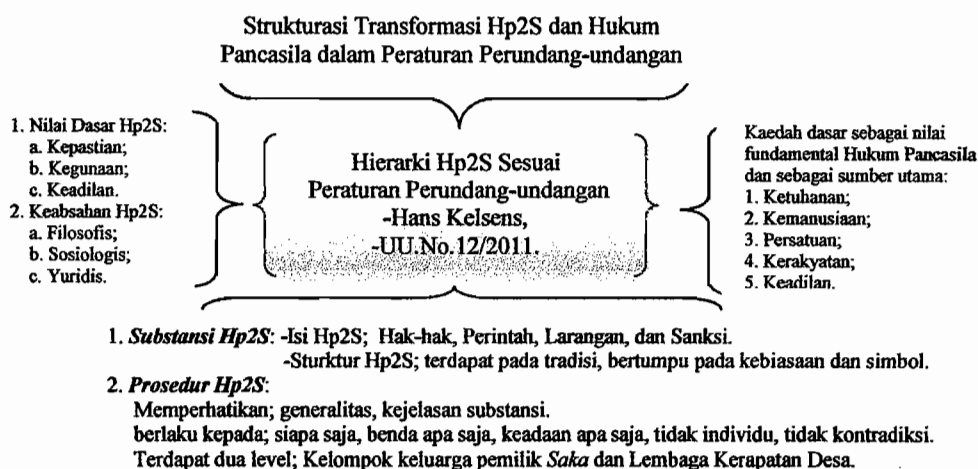 Strukturasi Transformasi Hp2S dan Hukum
Pancasila dalam Peraturan Perundang-undangan
1. Nilai Dasar Hp2S:
a. Kepastian;
b. Kegunaan;
c. Keadilan.
2. Keabsahan Hp2S:
a. Filosofis;
b. Sosiologis;
c. Yuridis.
Hierarki Hp2S Sesuai
Peraturan Perundang-undangan
-Hans Kelsens,
-UU.No.12/2011.
Kaedah dasar sebagai nilai
fundamental Hukum Pancasila
dan sebagai sumber utama:
1. Ketuhanan;
2. Kemanusiaan;
3. Persatuan;
4. Kerakyatan;
5. Keadilan.
1. Substansi Hp2S: -Isi Hp2S; Hak-hak, Perintah, Larangan, dan Sanksi.
-Sturktur Hp2S; terdapat pada tradisi, bertumpu pada kebiasaan dan simbol.
2. Prosedur Hp2S:
Memperhatikan; generalitas, kejelasan substansi.
berlaku kepada; siapa saja, benda apa saja, keadaan apa saja, tidak individu, tidak kontradiksi.
Terdapat dua level; Kelompok keluarga pemilik Saka dan Lembaga Kerapatan Desa.